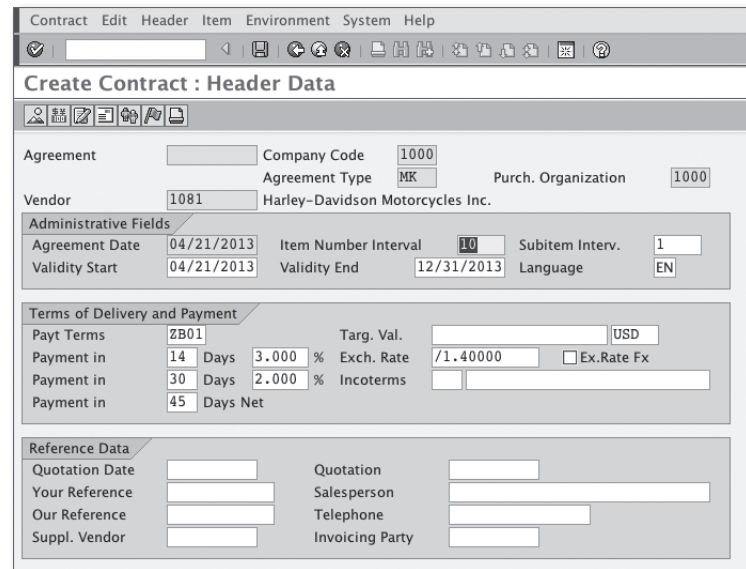 Contract Edit Header Item Environment System Help
Create Contract : Header Data
Agreement Company Code 1000
Agreement Type MK Purch. Organization 1000
Vendor 1081 Harley-Davidson Motorcycles Inc.
Administrative Fields
Agreement Date 04/21/2013 Item Number Interval 10 Subitem Interv. 1
Validity Start 04/21/2013 Validity End 12/31/2013 Language EN
Terms of Delivery and Payment
Payt Terms ZB01 Targ. Val. USD
Payment in 14 Days 3.000 % Exch. Rate /1.40000 Ex.Rate Fx
Payment in 30 Days 2.000 % Incoterms
Payment in 45 Days Net
Reference Data
Quotation Date Quotation
Your Reference Salesperson
Our Reference Telephone
Suppl. Vendor Invoicing Party